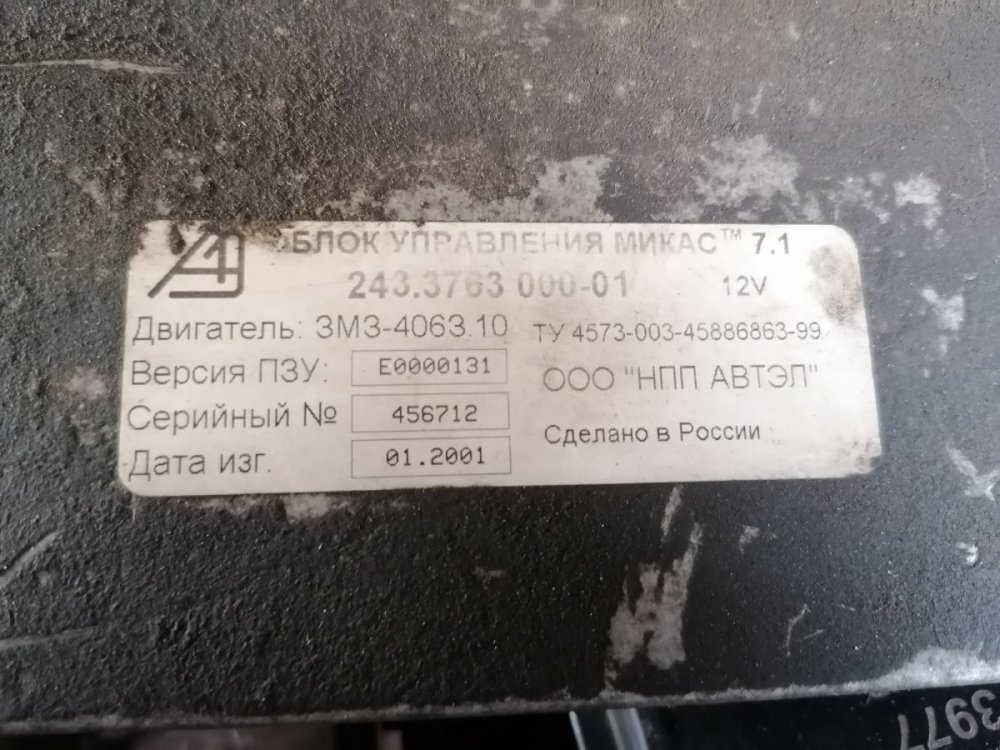 БЛОК УПРАВЛЕНИЯ МИКАС™ 7.1
243.3763 000-01 12V
Двигатель: ЗМЗ-4063.10 ТУ 4573-003-45886863-99
Версия ПЗУ: E0000131 ООО "НПП АВТЭЛ"
Серийный № 456712 Сделано в России
Дата изг. 01.2001
3977